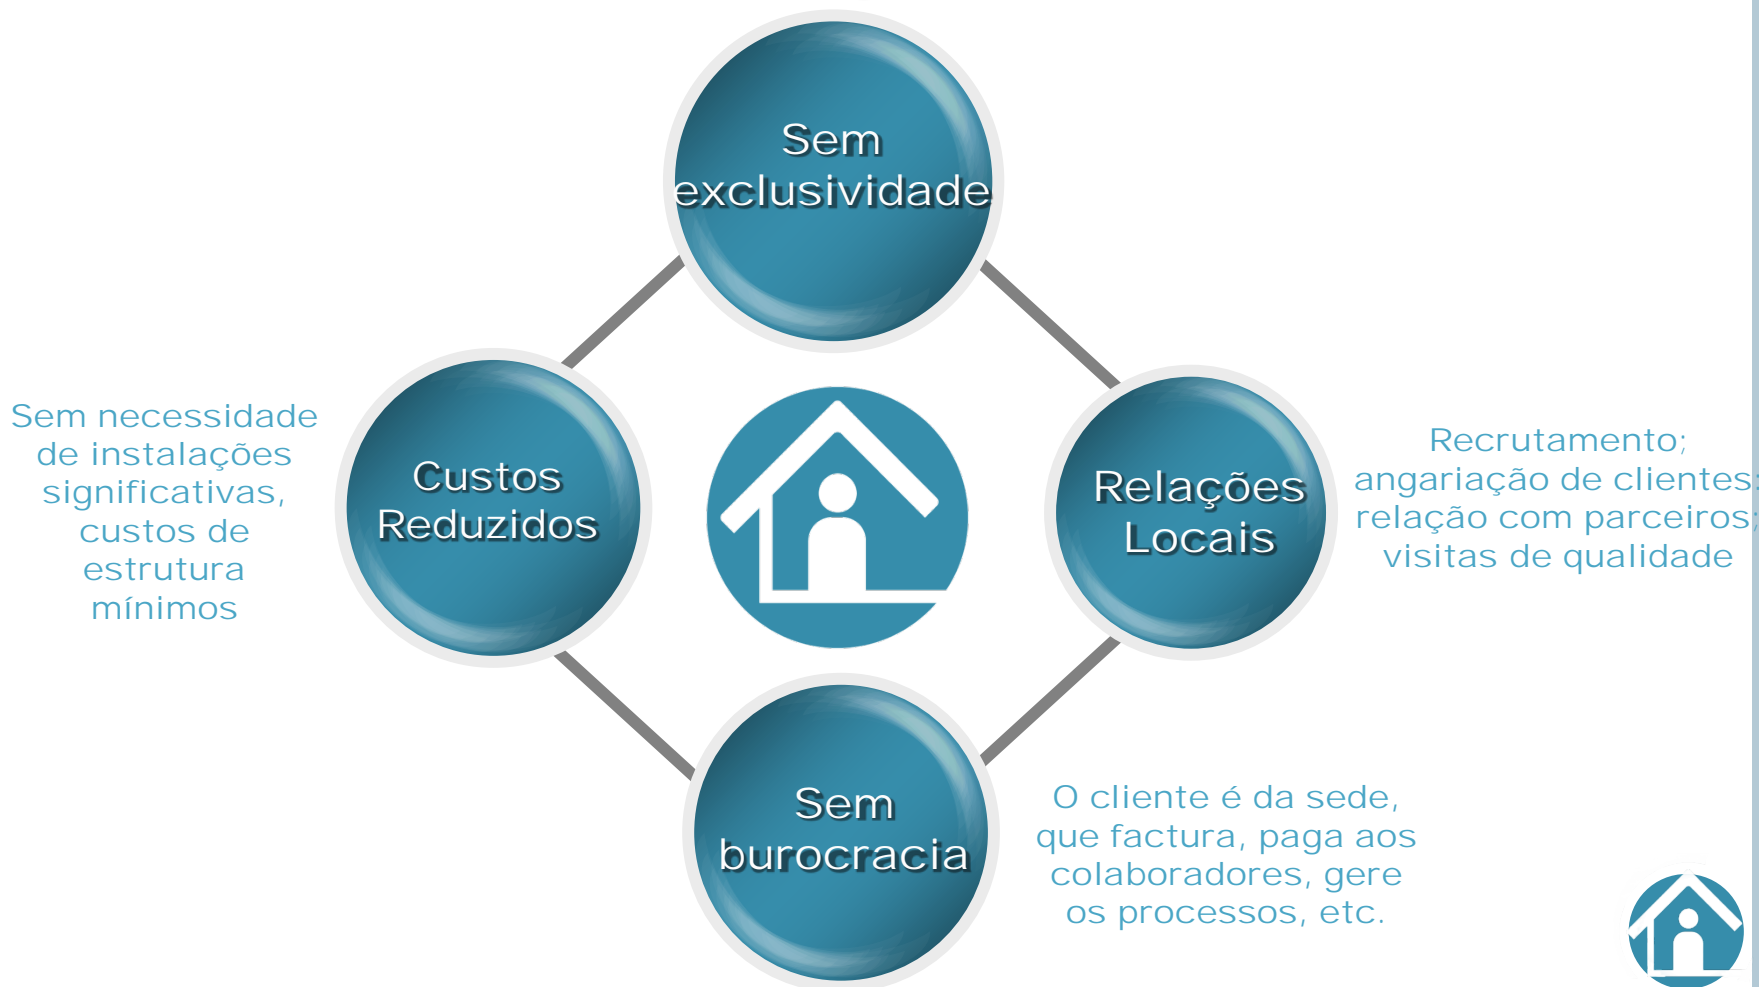 Sem
exclusividade
Sem necessidade
de instalações
significativas,
custos de
estrutura
mínimos
Custos
Reduzidos
Relações
Locais
Recrutamento;
angariação de clientes;
relação com parceiros;
visitas de qualidade
Sem
burocracia
O cliente é da sede,
que factura, paga aos
colaboradores, gere
os processos, etc.